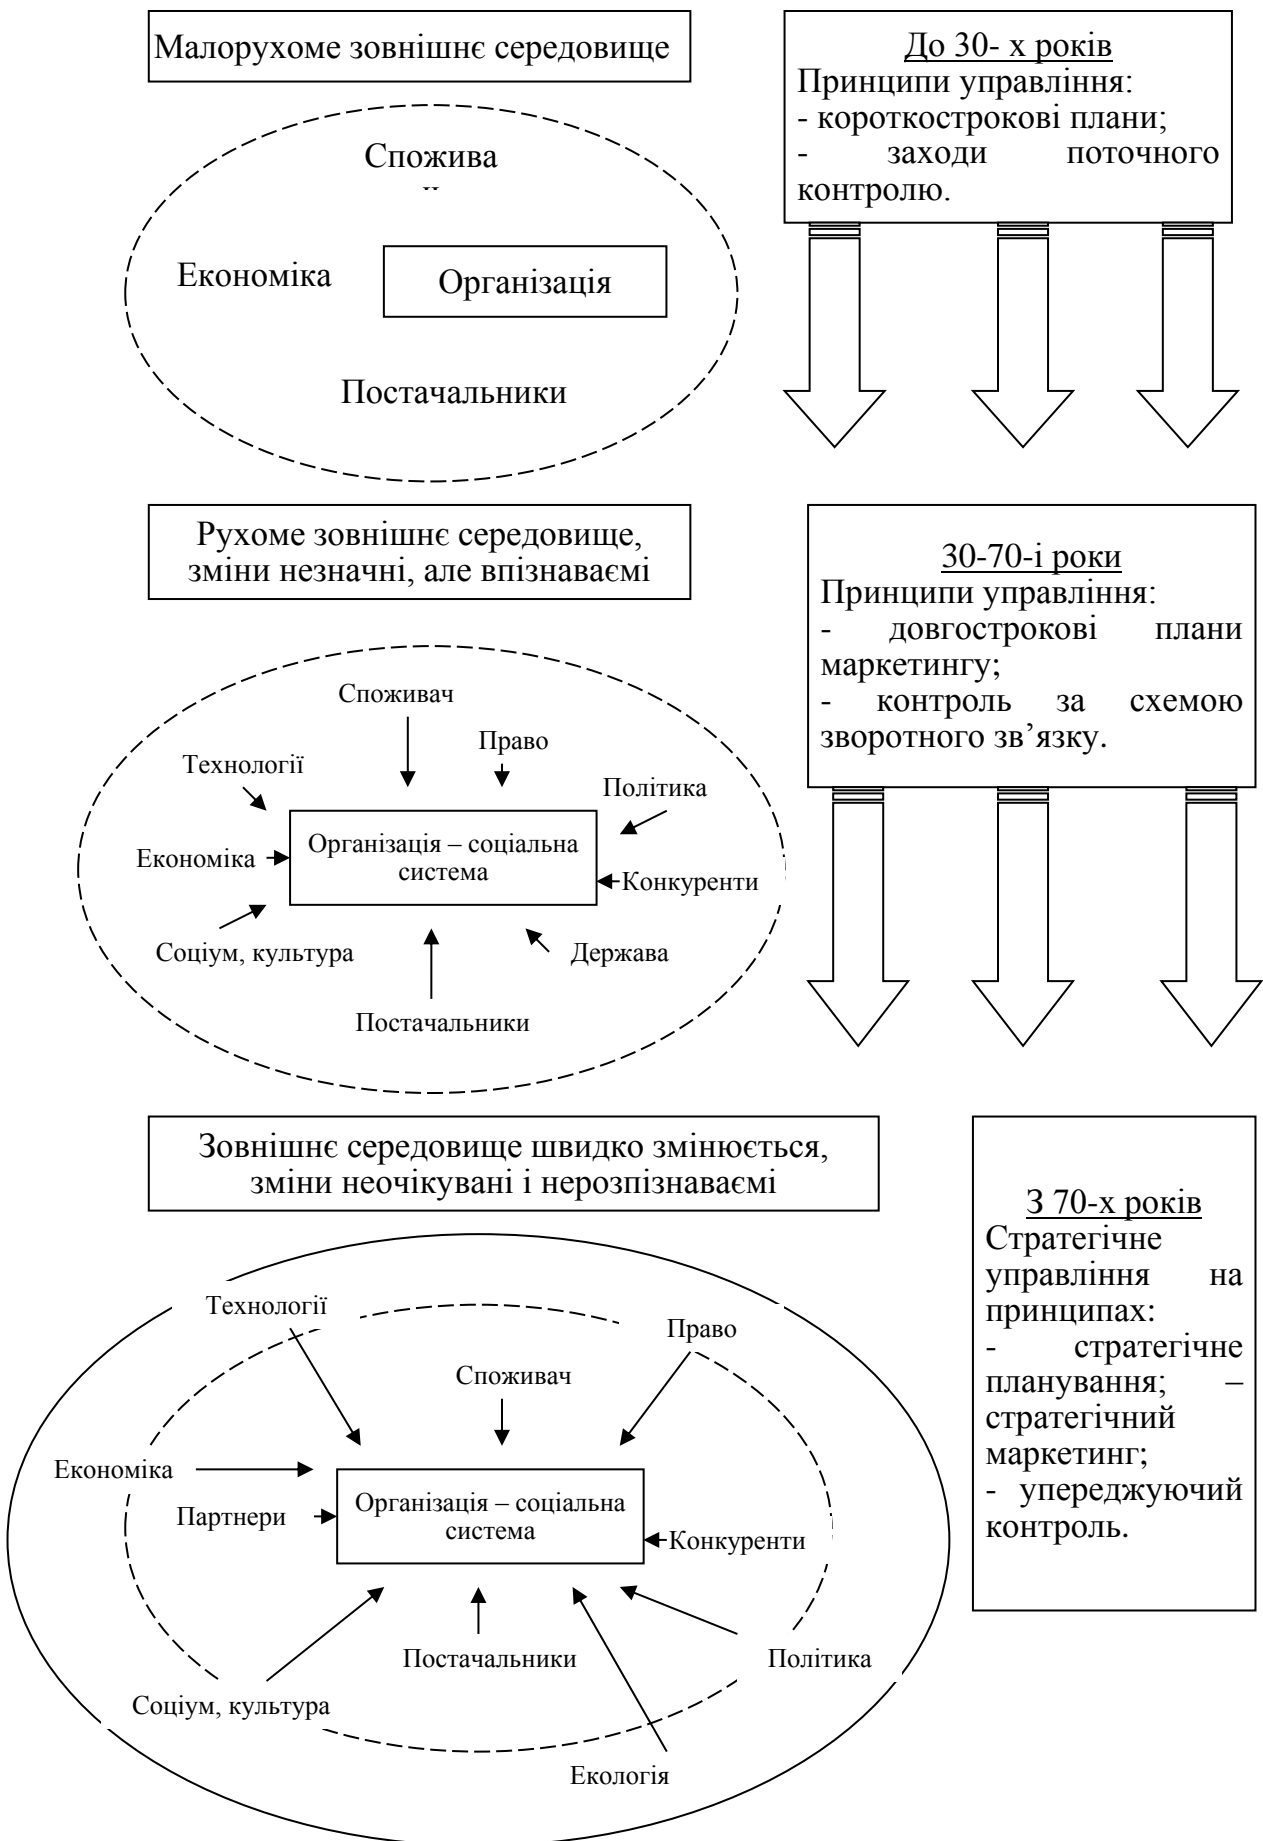 Малорухоме зовнішнє середовище
До 30- х років
Принципи управління:
- короткострокові плани;
- заходи поточного
контролю.
Спожива
Економіка
Організація
Постачальники
Рухоме зовнішнє середовище,
зміни незначні, але впізнаваємі
30-70-і роки
Принципи управління:
- довгострокові плани
маркетингу;
- контроль за схемою
зворотного зв’язку.
Споживач
Право
Технології
Політика
Організація – соціальна
система
Економіка
Конкуренти
Соціум, культура
Держава
Постачальники
Зовнішнє середовище швидко змінюється,
зміни неочікувані і нерозпізнаваємі
З 70-х років
Стратегічне
управління на
принципах:
- стратегічне
планування; –
стратегічний
маркетинг;
- упереджуючий
контроль.
Технології
Право
Споживач
Економіка
Партнери
Організація – соціальна
система
Конкуренти
Постачальники
Політика
Соціум, культура
Екологія